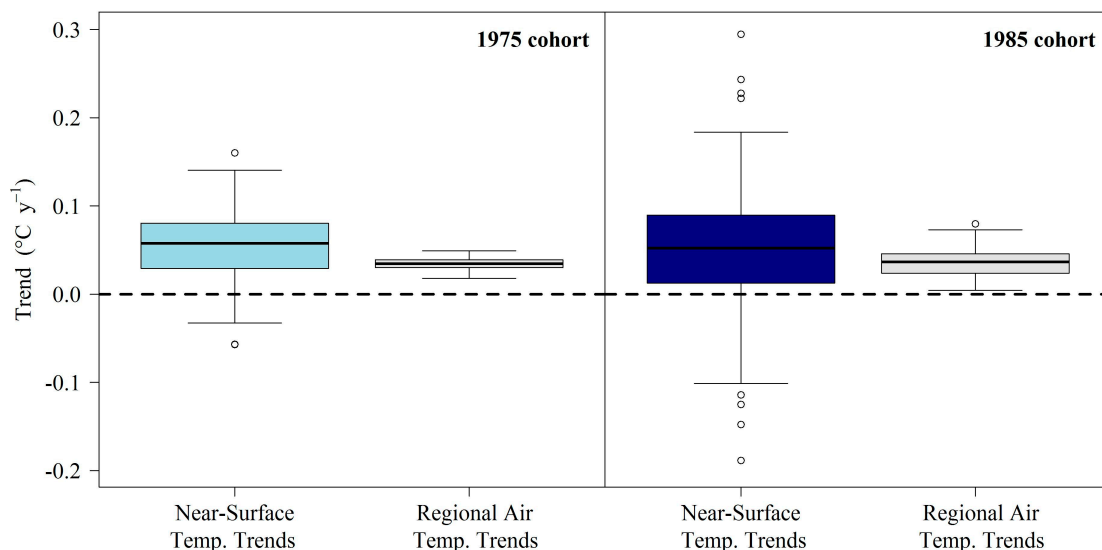 1975 cohort
1985 cohort
Trend (°C y⁻¹)
0.3
0.2
0.1
0.0
-0.1
-0.2
Near-Surface
Temp. Trends
Regional Air
Temp. Trends
Near-Surface
Temp. Trends
Regional Air
Temp. Trends